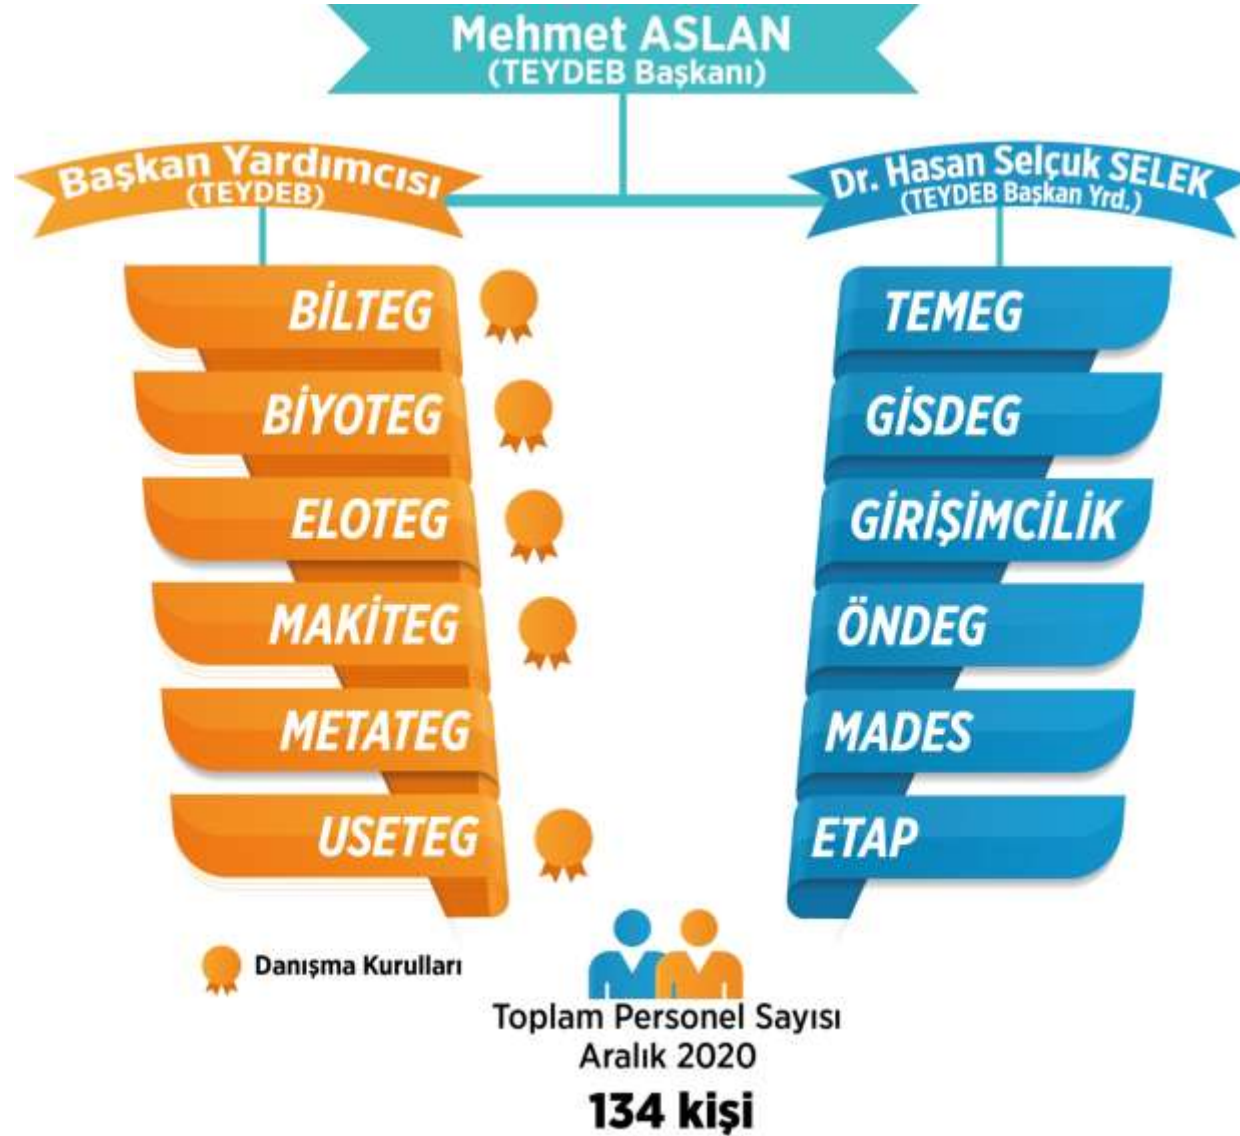 Mehmet ASLAN
(TEYDEB Başkanı)
Başkan Yardımcısı
(TEYDEB)
Dr. Hasan Selçuk SELEK
(TEYDEB Başkan Yrd.)
BİLTEG
BİYOTEG
ELOTEG
MAKİTEG
METATEG
USETEG
TEMEG
GİSDEG
GİRİŞİMCİLİK
ÖNDEG
MADES
ETAP
Danışma Kurulları
Toplam Personel Sayısı
Aralık 2020
134 kişi